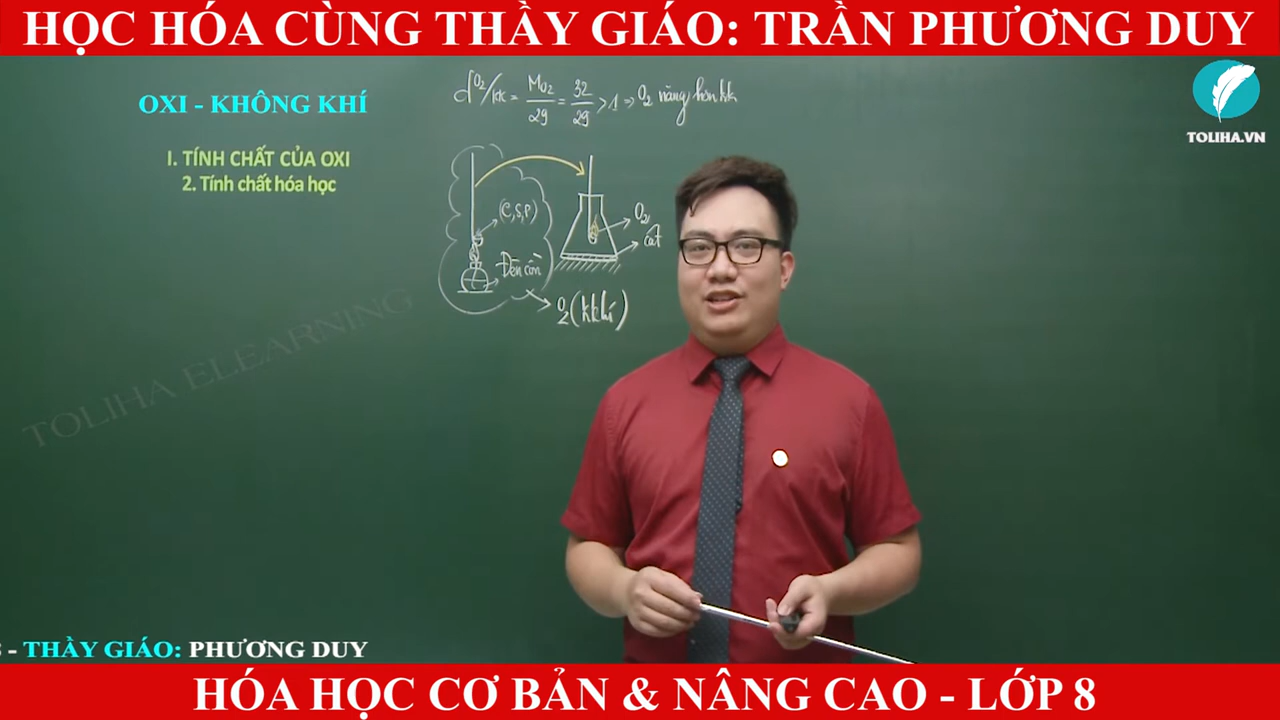 HỌC HÓA CÙNG THẦY GIÁO: TRẦN PHƯƠNG DUY
TOLIHA.VN
OXI - KHÔNG KHÍ
I. TÍNH CHẤT CỦA OXI
2. Tính chất hóa học
d O2/kk = MO2/29 = 32/29 > 1 => O2 nặng hơn kk
(C,S,P)
O2
cát
Đèn cồn
O2 (kkhí)
TOLIHA ELEARNING
- THẦY GIÁO: PHƯƠNG DUY
HÓA HỌC CƠ BẢN & NÂNG CAO - LỚP 8